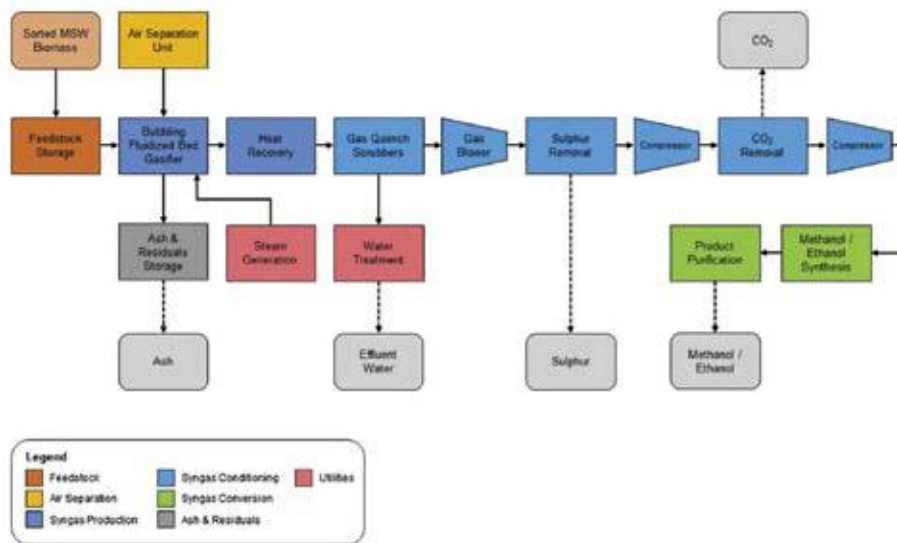 Sorted MSW
Biomass
Air Separation
Unit
CO₂
Feedstock
Storage
Bubbling
Fluidized Bed
Gasifier
Heat
Recovery
Gas Quench
Scrubbers
Gas
Blower
Sulphur
Removal
Compressor
CO₂
Removal
Compressor
Ash &
Residuals
Storage
Steam
Generation
Water
Treatment
Product
Purification
Methanol /
Ethanol
Synthesis
Ash
Effluent
Water
Sulphur
Methanol /
Ethanol
Legend
Feedstock
Syngas Conditioning
Utilities
Air Separation
Syngas Conversion
Syngas Production
Ash & Residuals